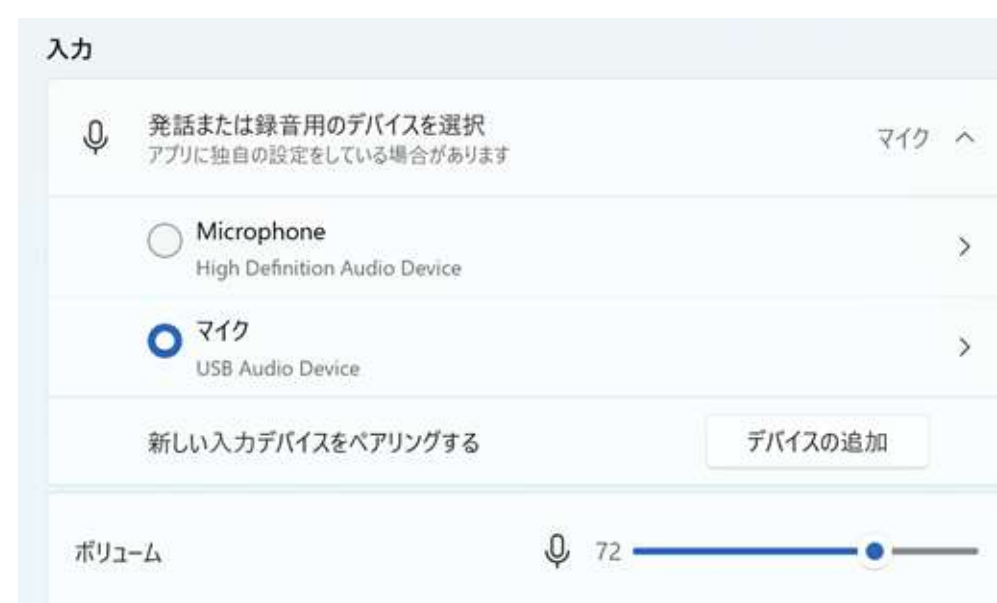 入力
発話または録音用のデバイスを選択
アプリに独自の設定をしている場合があります
マイク
Microphone
High Definition Audio Device
マイク
USB Audio Device
新しい入力デバイスをペアリングする
デバイスの追加
ボリューム
72